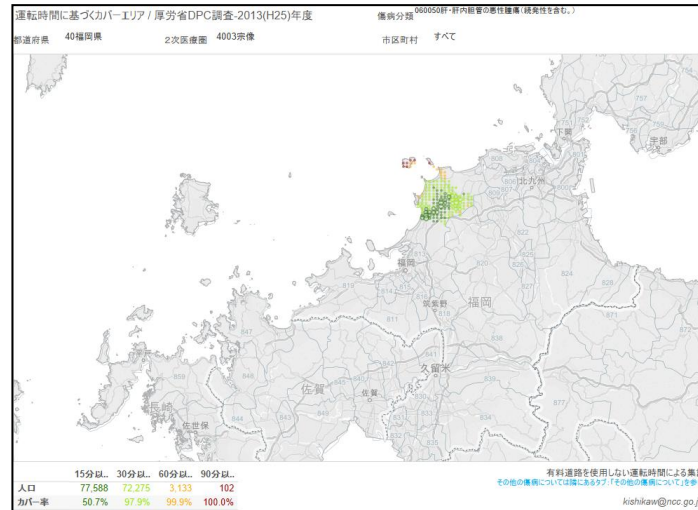 運転時間に基づくカバーエリア / 厚労省DPC調査-2013(H25)年度
傷病分類 060050肝・肝内胆管の悪性腫瘍(続発性を含む。)
都道府県 40福岡県 2次医療圏 4003宗像 市区町村 すべて
下関
宇部
北九州
福岡
筑紫野
福岡
久留米
佐賀
佐賀
長崎
佐世保
15分以.. 30分以.. 60分以.. 90分..
人口 77,588 72,275 3,133 102
カバー率 50.7% 97.9% 99.9% 100.0%
有料道路を使用しない運転時間による集
その他の傷病については隣にあるタブ:「その他の傷病について」を参
kishikaw@ncc.go.j